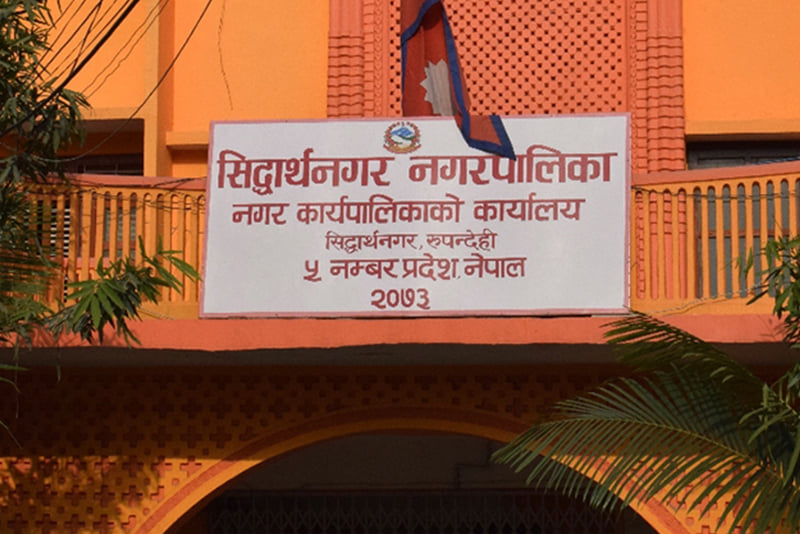 सिद्धार्थनगर नगरपालिका
नगर कार्यपालिकाको कार्यालय
सिद्धार्थनगर, रुपन्देही
५ नम्बर प्रदेश, नेपाल
२०७३